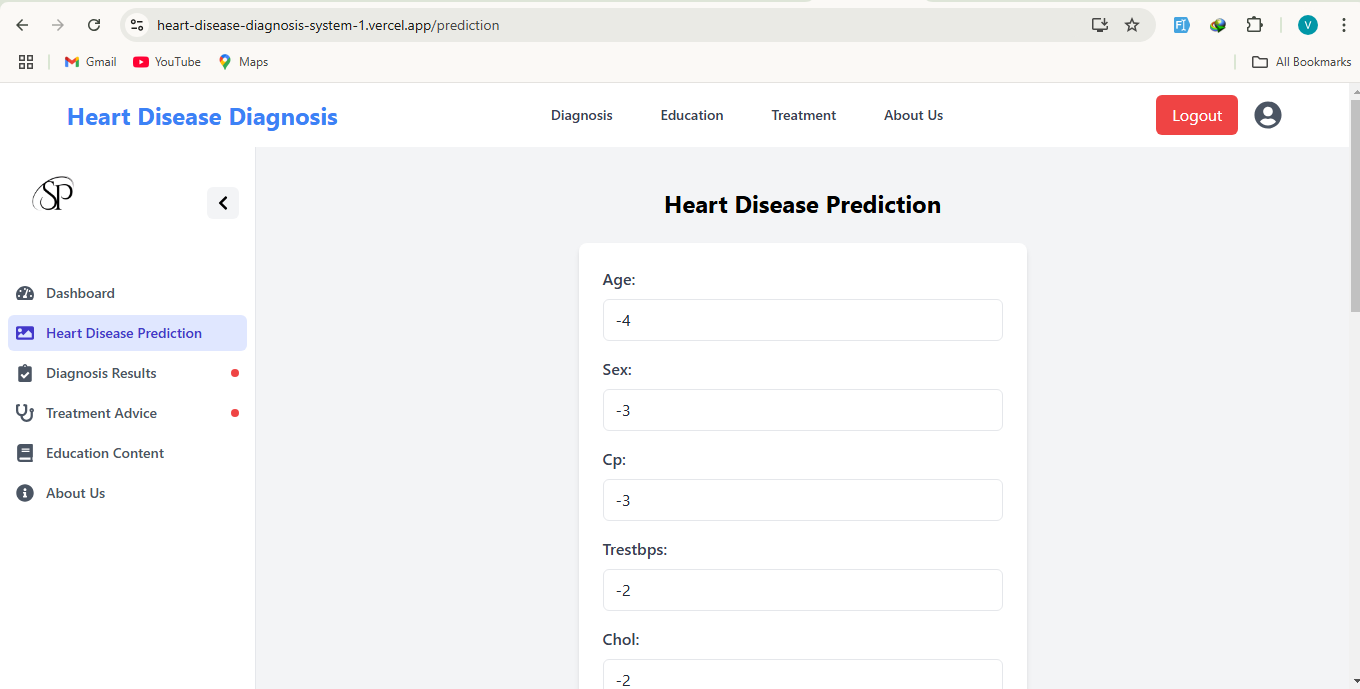 heart-disease-diagnosis-system-1.vercel.app/prediction
V
Gmail YouTube Maps All Bookmarks
Heart Disease Diagnosis Diagnosis Education Treatment About Us Logout
SP
Heart Disease Prediction
Dashboard
Heart Disease Prediction
Diagnosis Results
Treatment Advice
Education Content
About Us
Age:
-4
Sex:
-3
Cp:
-3
Trestbps:
-2
Chol:
-2